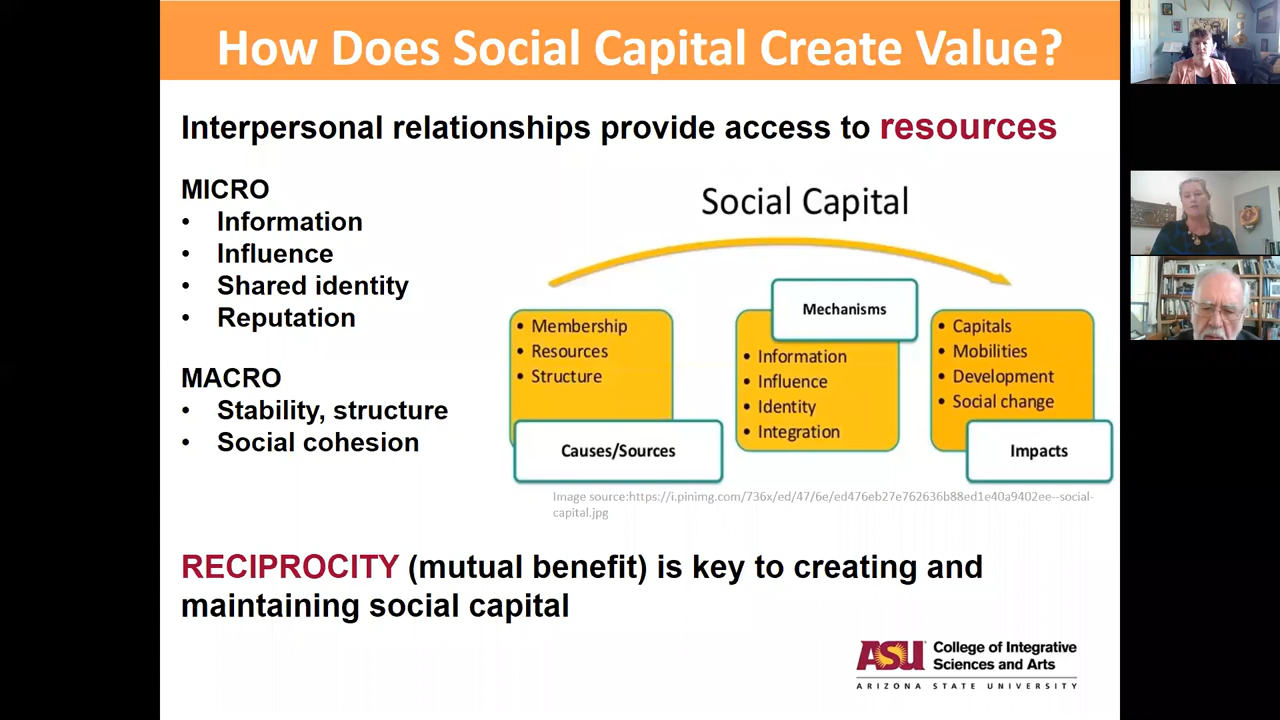 How Does Social Capital Create Value?
Interpersonal relationships provide access to resources
MICRO
• Information
• Influence
• Shared identity
• Reputation
MACRO
• Stability, structure
• Social cohesion
Social Capital
• Membership
• Resources
• Structure
Causes/Sources
Mechanisms
• Information
• Influence
• Identity
• Integration
• Capitals
• Mobilities
• Development
• Social change
Impacts
Image source:https://i.pinimg.com/736x/ed/47/6e/ed476eb27e762636b88ed1e40a9402ee--social-
capital.jpg
RECIPROCITY (mutual benefit) is key to creating and
maintaining social capital
ASU College of Integrative
Sciences and Arts
ARIZONA STATE UNIVERSITY